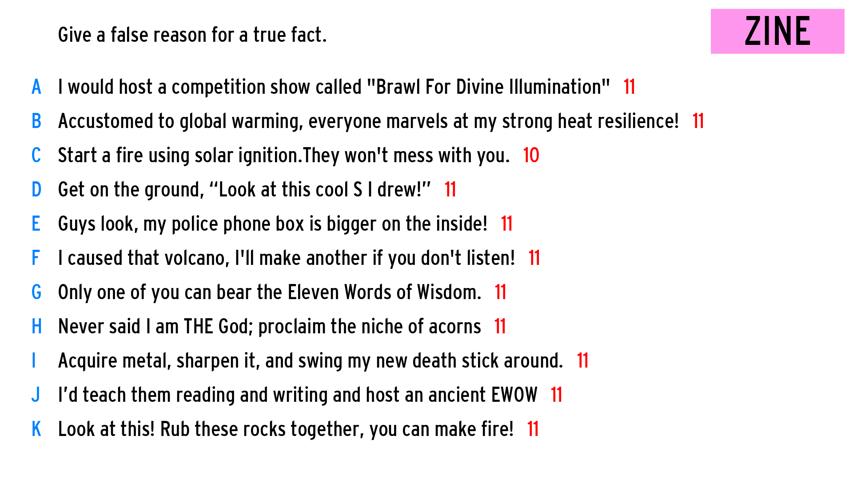 Give a false reason for a true fact.
ZINE
A I would host a competition show called "Brawl For Divine Illumination" 11
B Accustomed to global warming, everyone marvels at my strong heat resilience! 11
C Start a fire using solar ignition.They won't mess with you. 10
D Get on the ground, “Look at this cool S I drew!” 11
E Guys look, my police phone box is bigger on the inside! 11
F I caused that volcano, I'll make another if you don't listen! 11
G Only one of you can bear the Eleven Words of Wisdom. 11
H Never said I am THE God; proclaim the niche of acorns 11
I Acquire metal, sharpen it, and swing my new death stick around. 11
J I’d teach them reading and writing and host an ancient EWOW 11
K Look at this! Rub these rocks together, you can make fire! 11